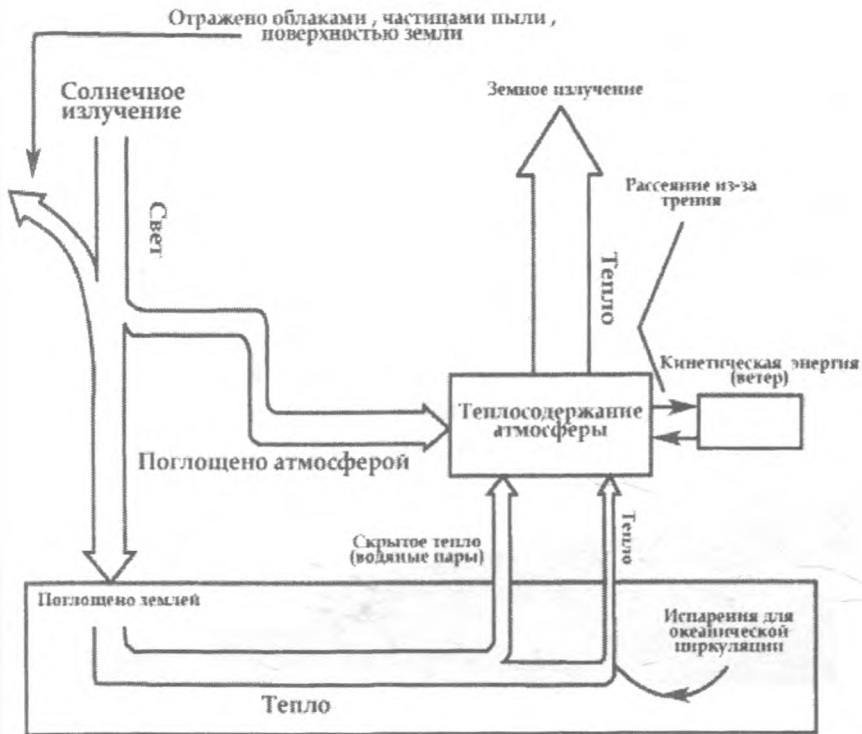 Отражено облаками , частицами пыли ,
поверхностью земли
Солнечное
излучение
Земное излучение
Рассеяние из-за
трения
Свет
Тепло
Кинетическая энергия
(ветер)
Теплосодержание
атмосферы
Поглощено атмосферой
Скрытое тепло
(водяные пары)
Тепло
Поглощено землей
Испарения для
океанической
циркуляции
Тепло